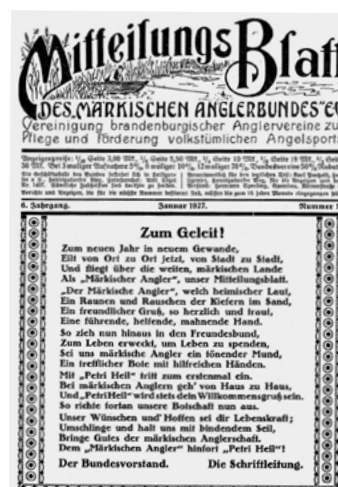 Mitteilungs Blatt
DES „MÄRKISCHEN ANGLERBUNDES“ E
Vereinigung brandenburgischer Anglervereine zu
Pflege und Förderung volkstümlichen Angelsports
6. Jahrgang. Januar 1927. Nummer 1
Zum Geleit!
Zum neuen Jahr in neuem Gewande,
Eilt von Ort zu Ort jetzt, von Stadt zu Stadt,
Und fliegt über die weiten, märkischen Lande
Als „Märkischer Angler“, unser Mitteilungsblatt.
„Der Märkische Angler“, welch heimischer Laut,
Ein Raunen und Rauschen der Kiefern im Sand,
Ein freundlicher Gruß, so herzlich und traut,
Eine führende, helfende, mahnende Hand.
So zieh nun hinaus in den Freundesbund,
Zum Leben erweckt, um Leben zu spenden,
Sei uns märkische Angler ein tönender Mund,
Ein trefflicher Bote mit hilfreichen Händen.
Mit „Petri Heil“ tritt zum erstenmal ein.
Bei märkischen Anglern geh' von Haus zu Haus,
Und „Petri Heil“ wird stets dein Willkommensgruß sein.
So richte fortan unsere Botschaft nun aus.
Unser Wünschen und Hoffen sei dir Lebenskraft;
Umschlinge und halt uns mit bindendem Seil,
Bringe Gutes der märkischen Anglerschaft.
Dem „Märkischen Angler“ hinfort „Petri Heil“!
Der Bundesvorstand. Die Schriftleitung.